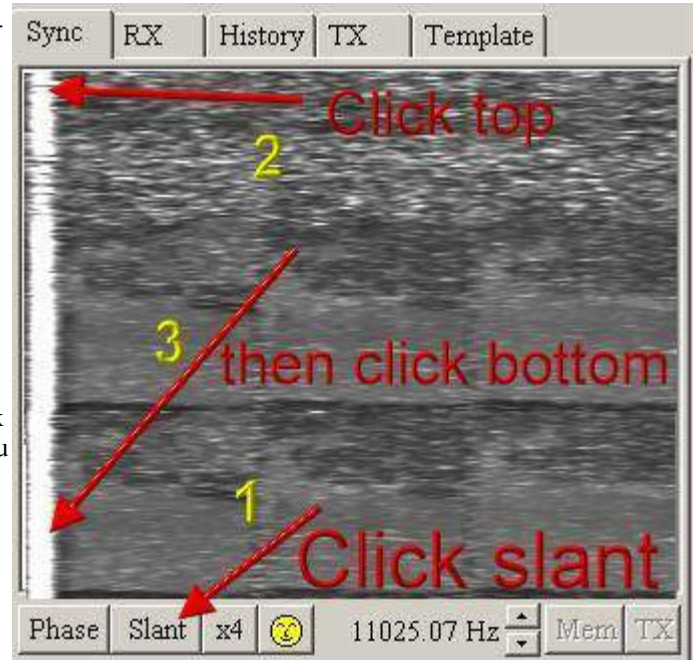 Sync RX History TX Template
Click top
2
3
then click bottom
1
Click slant
Phase Slant x4 11025.07 Hz Mem TX